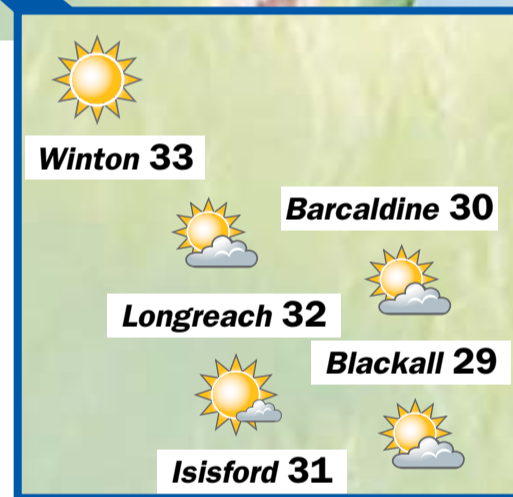 Winton 33
Barcaldine 30
Longreach 32
Blackall 29
Isisford 31